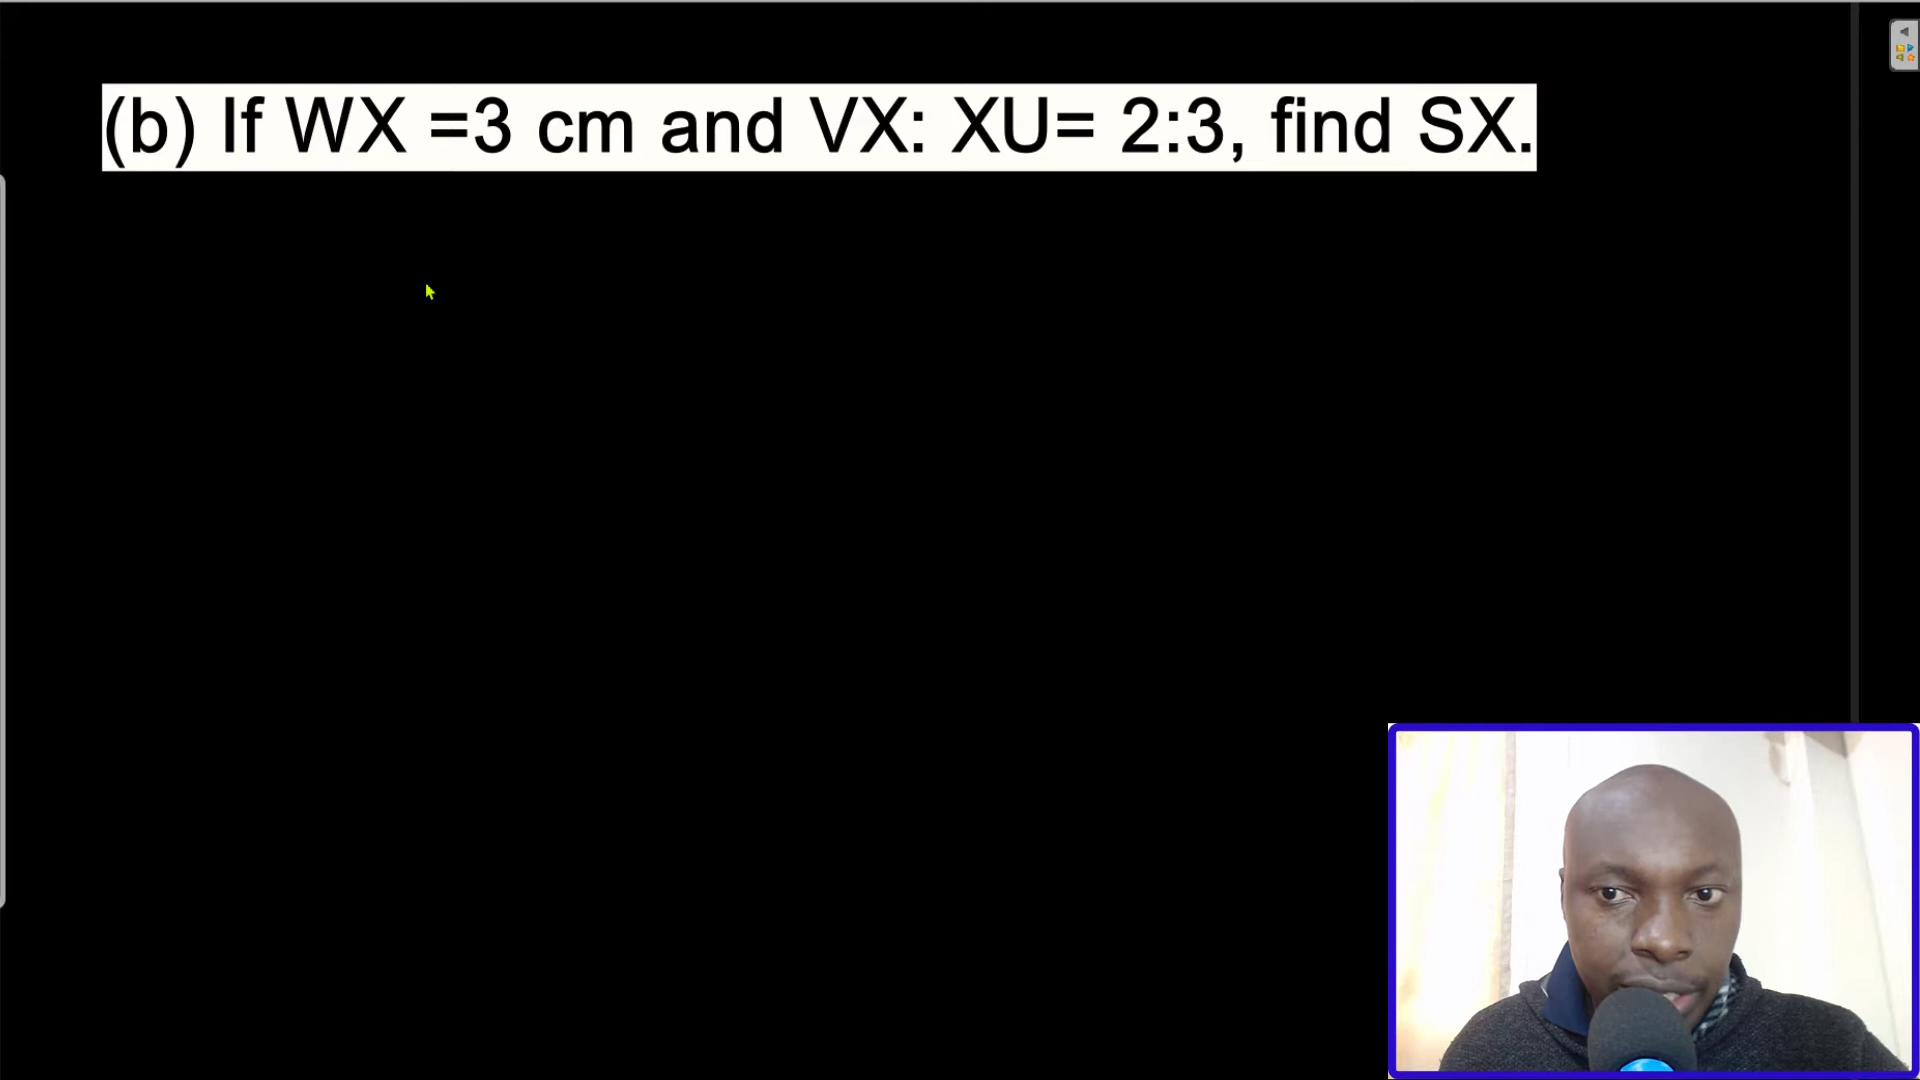 (b) If WX =3 cm and VX: XU= 2:3, find SX.